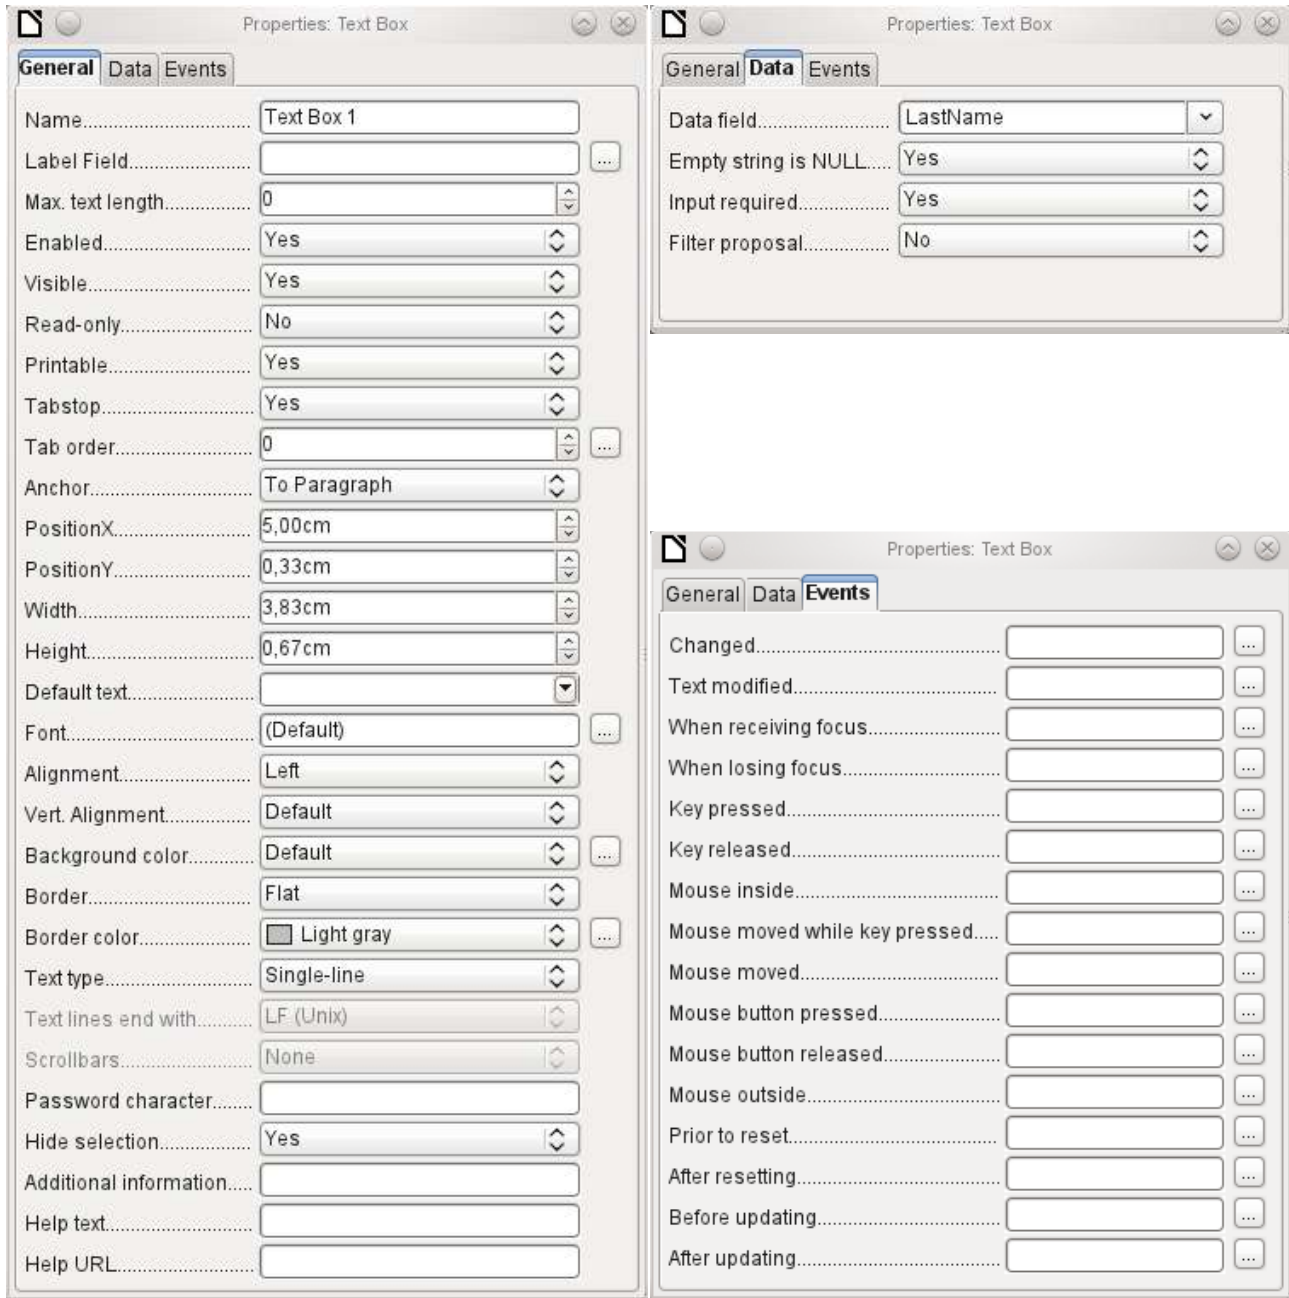 Properties: Text Box
General Data Events
Name.............................. Text Box 1
Label Field...................... ...
Max. text length............... 0
Enabled.......................... Yes
Visible............................. Yes
Read-only....................... No
Printable......................... Yes
Tabstop........................... Yes
Tab order........................ 0 ...
Anchor............................. To Paragraph
PositionX......................... 5,00cm
PositionY......................... 0,33cm
Width............................... 3,83cm
Height.............................. 0,67cm
Default text...................... 
Font................................. (Default) ...
Alignment........................ Left
Vert. Alignment............... Default
Background color............ Default ...
Border............................. Flat
Border color.................... Light gray ...
Text type......................... Single-line
Text lines end with.......... LF (Unix)
Scrollbars........................ None
Password character.......
Hide selection................ Yes
Additional information.....
Help text..........................
Help URL.........................
Properties: Text Box
General Data Events
Data field........................ LastName
Empty string is NULL..... Yes
Input required................ Yes
Filter proposal............... No
Properties: Text Box
General Data Events
Changed............................................ ...
Text modified..................................... ...
When receiving focus........................ ...
When losing focus............................ ...
Key pressed...................................... ...
Key released..................................... ...
Mouse inside..................................... ...
Mouse moved while key pressed..... ...
Mouse moved................................... ...
Mouse button pressed...................... ...
Mouse button released..................... ...
Mouse outside.................................. ...
Prior to reset..................................... ...
After resetting.................................... ...
Before updating................................. ...
After updating.................................... ...